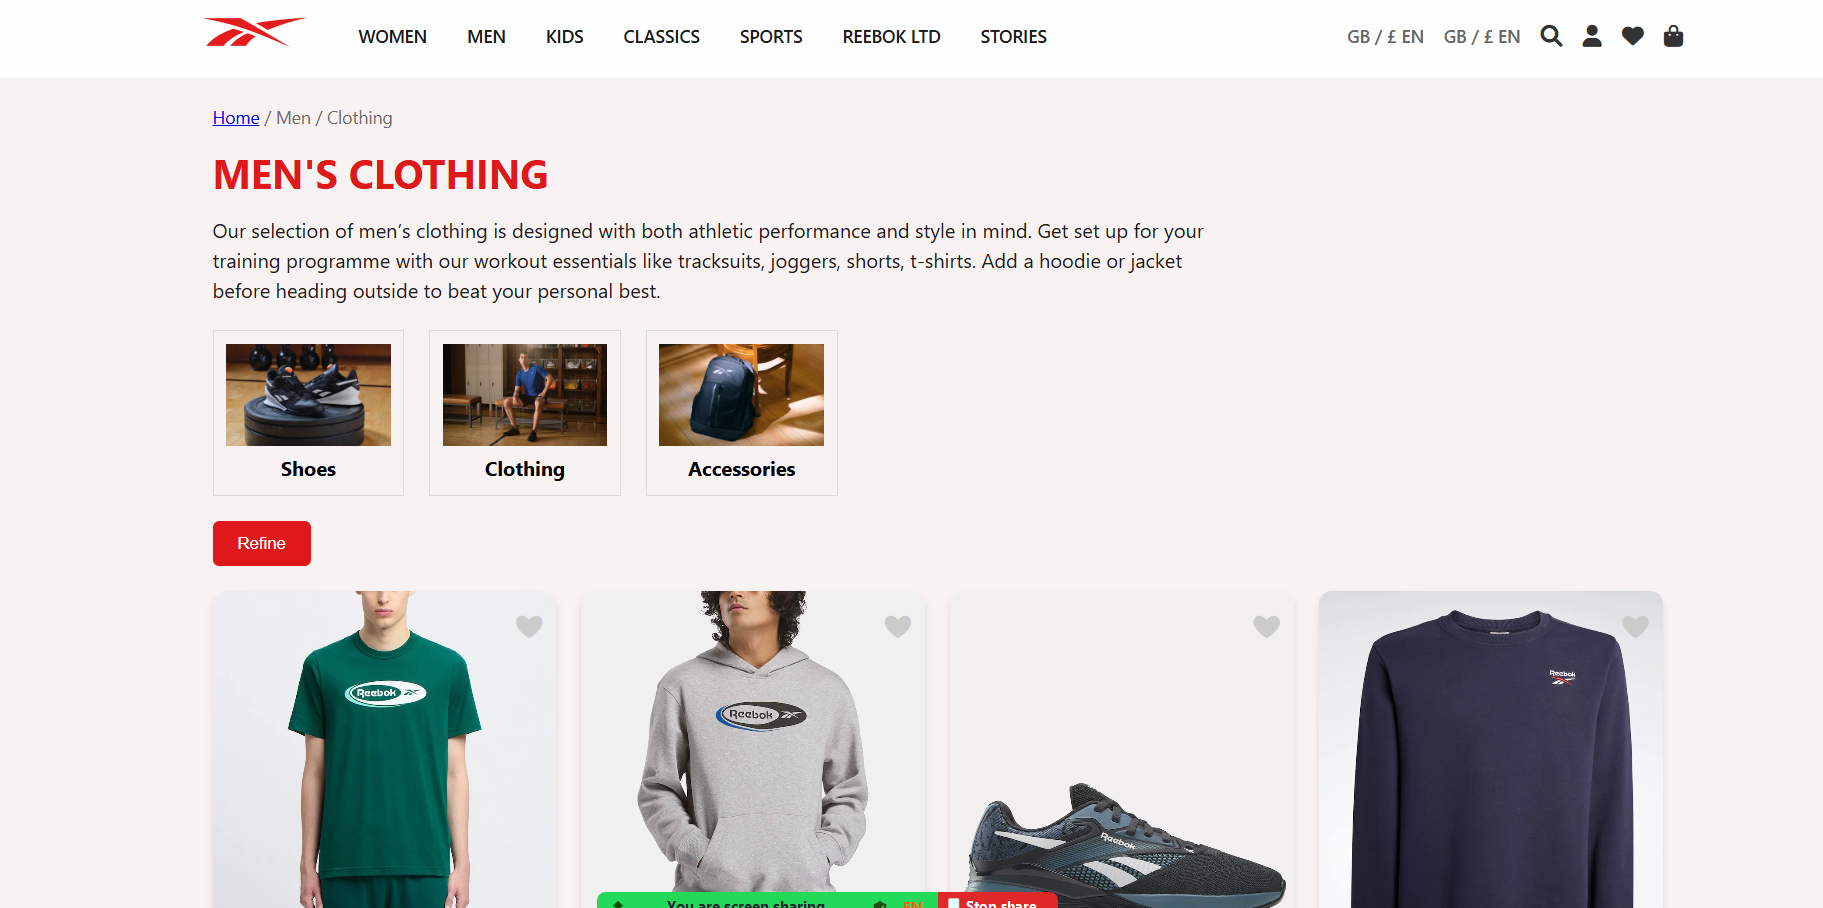 WOMEN MEN KIDS CLASSICS SPORTS REEBOK LTD STORIES GB / £ EN GB / £ EN
Home / Men / Clothing
MEN'S CLOTHING
Our selection of men’s clothing is designed with both athletic performance and style in mind. Get set up for your
training programme with our workout essentials like tracksuits, joggers, shorts, t-shirts. Add a hoodie or jacket
before heading outside to beat your personal best.
Shoes Clothing Accessories
Refine
Reebok
Reebok
Reebok
Reebok
You are screen sharing EN Stop share